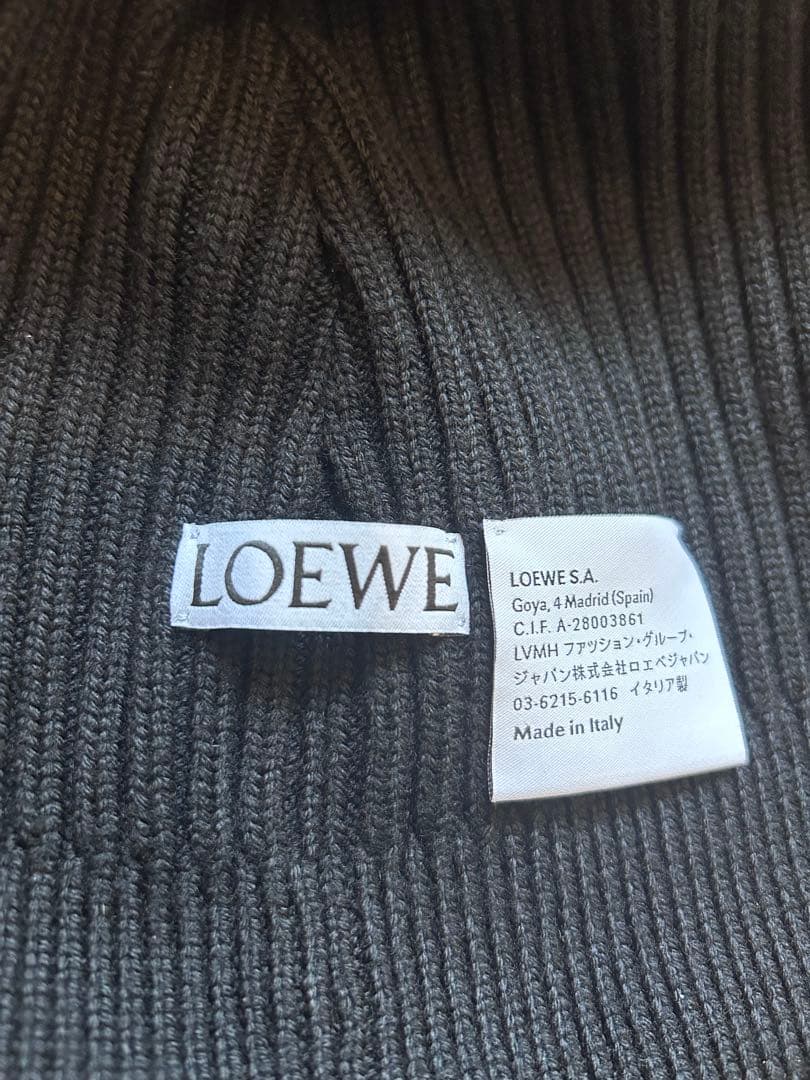 LOEWE
LOEWE S.A.
Goya, 4 Madrid (Spain)
C.I.F. A-28003861
LVMH ファッション・グループ・
ジャパン株式会社ロエベジャパン
03-6215-6116 イタリア製
Made in Italy